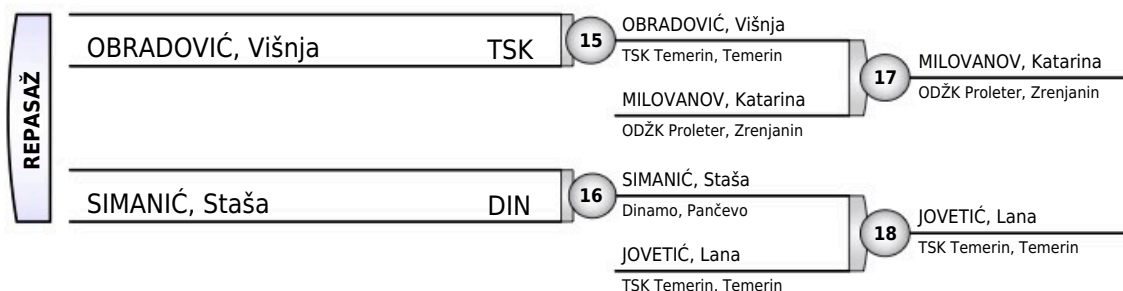 REPASAŽ
OBRADOVIĆ, Višnja TSK
15
OBRADOVIĆ, Višnja
TSK Temerin, Temerin
MILOVANOV, Katarina
ODŽK Proleter, Zrenjanin
17
MILOVANOV, Katarina
ODŽK Proleter, Zrenjanin
SIMANIĆ, Staša DIN
16
SIMANIĆ, Staša
Dinamo, Pančevo
JOVETIĆ, Lana
TSK Temerin, Temerin
18
JOVETIĆ, Lana
TSK Temerin, Temerin